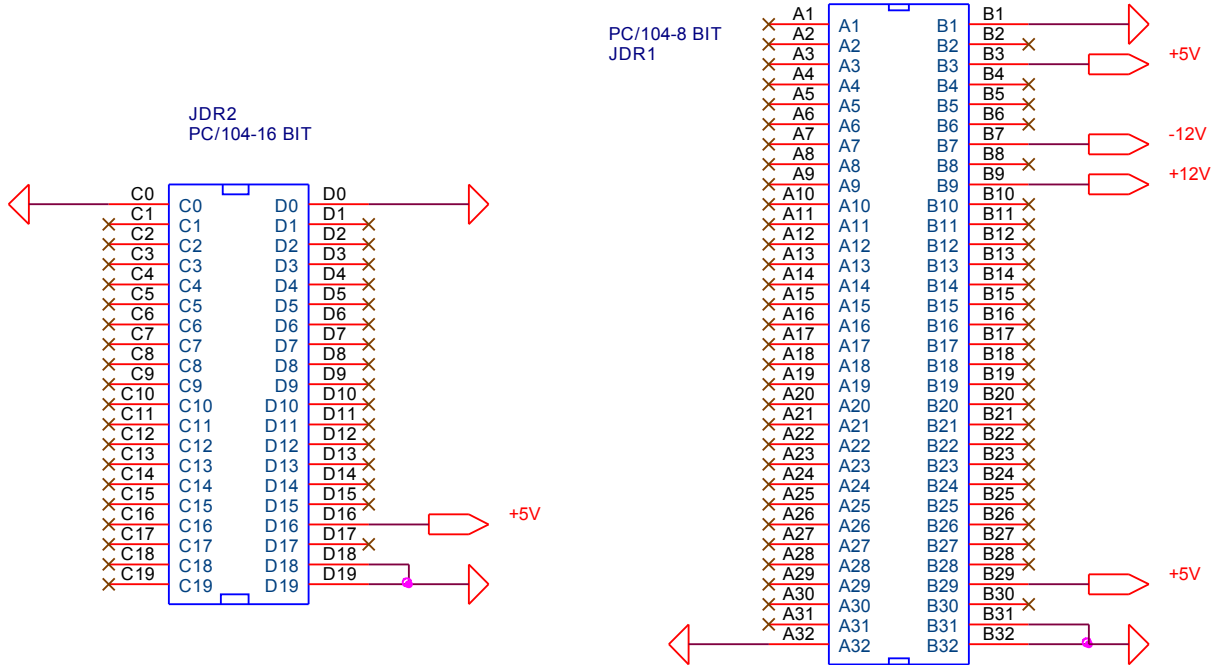 JDR2
PC/104-16 BIT
C0 C0 D0 D0
C1 C1 D1 D1
C2 C2 D2 D2
C3 C3 D3 D3
C4 C4 D4 D4
C5 C5 D5 D5
C6 C6 D6 D6
C7 C7 D7 D7
C8 C8 D8 D8
C9 C9 D9 D9
C10 C10 D10 D10
C11 C11 D11 D11
C12 C12 D12 D12
C13 C13 D13 D13
C14 C14 D14 D14
C15 C15 D15 D15
C16 C16 D16 D16 +5V
C17 C17 D17 D17
C18 C18 D18 D18
C19 C19 D19 D19
PC/104-8 BIT
JDR1
A1 A1 B1 B1
A2 A2 B2 B2
A3 A3 B3 B3 +5V
A4 A4 B4 B4
A5 A5 B5 B5
A6 A6 B6 B6
A7 A7 B7 B7 -12V
A8 A8 B8 B8
A9 A9 B9 B9 +12V
A10 A10 B10 B10
A11 A11 B11 B11
A12 A12 B12 B12
A13 A13 B13 B13
A14 A14 B14 B14
A15 A15 B15 B15
A16 A16 B16 B16
A17 A17 B17 B17
A18 A18 B18 B18
A19 A19 B19 B19
A20 A20 B20 B20
A21 A21 B21 B21
A22 A22 B22 B22
A23 A23 B23 B23
A24 A24 B24 B24
A25 A25 B25 B25
A26 A26 B26 B26
A27 A27 B27 B27
A28 A28 B28 B28
A29 A29 B29 B29 +5V
A30 A30 B30 B30
A31 A31 B31 B31
A32 A32 B32 B32